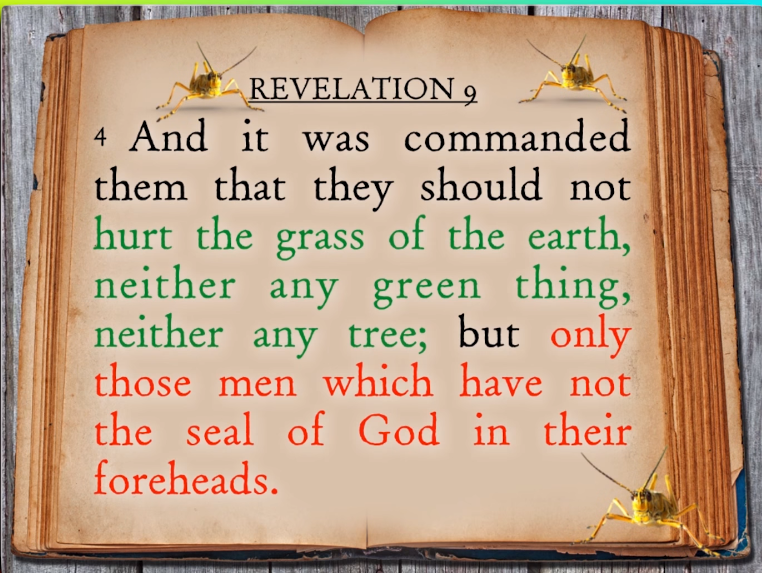 REVELATION 9
4 And it was commanded
them that they should not
hurt the grass of the earth,
neither any green thing,
neither any tree; but only
those men which have not
the seal of God in their
foreheads.